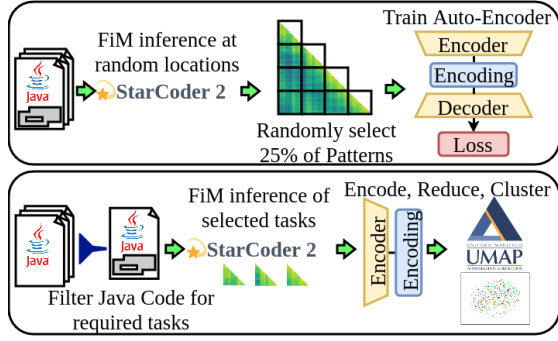 Train Auto-Encoder
FiM inference at
random locations
Java
StarCoder 2
Encoder
Encoding
Decoder
Loss
Randomly select
25% of Patterns
Encode, Reduce, Cluster
FiM inference of
selected tasks
Java
Java
StarCoder 2
Encoder
Encoding
UMAP
Filter Java Code for
required tasks